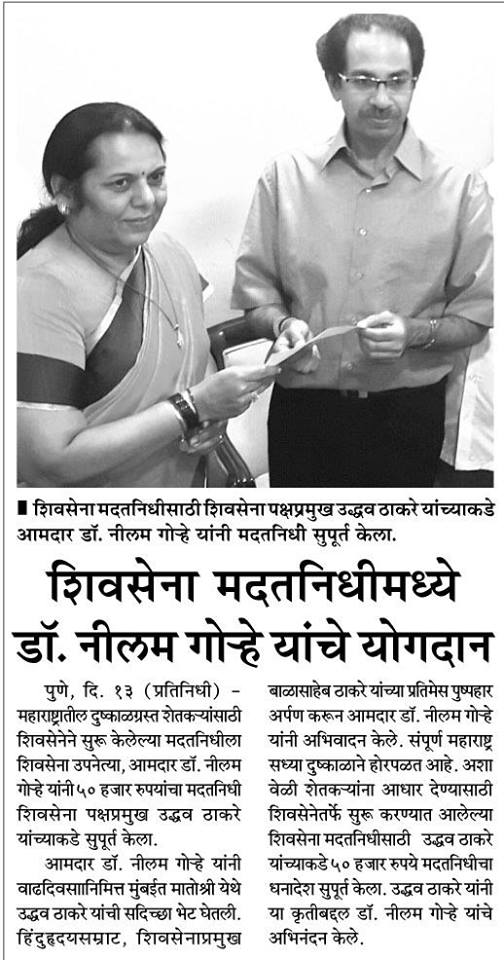 शिवसेना मदतनिधीसाठी शिवसेना पक्षप्रमुख उद्धव ठाकरे यांच्याकडे
आमदार डॉ. नीलम गोऱ्हे यांनी मदतनिधी सुपूर्त केला.
शिवसेना मदतनिधीमध्ये
डॉ. नीलम गोऱ्हे यांचे योगदान
पुणे, दि. १३ (प्रतिनिधी) –
महाराष्ट्रातील दुष्काळग्रस्त शेतकऱ्यांसाठी
शिवसेनेने सुरू केलेल्या मदतनिधीला
शिवसेना उपनेत्या, आमदार डॉ. नीलम
गोऱ्हे यांनी ५० हजार रुपयांचा मदतनिधी
शिवसेना पक्षप्रमुख उद्धव ठाकरे
यांच्याकडे सुपूर्त केला.
आमदार डॉ. नीलम गोऱ्हे यांनी
वाढदिवसाानिमित्त मुंबईत मातोश्री येथे
उद्धव ठाकरे यांची सदिच्छा भेट घेतली.
हिंदुहृदयसम्राट, शिवसेनाप्रमुख
बाळासाहेब ठाकरे यांच्या प्रतिमेस पुष्पहार
अर्पण करून आमदार डॉ. नीलम गोऱ्हे
यांनी अभिवादन केले. संपूर्ण महाराष्ट्र
सध्या दुष्काळाने होरपळत आहे. अशा
वेळी शेतकऱ्यांना आधार देण्यासाठी
शिवसेनेतर्फे सुरू करण्यात आलेल्या
शिवसेना मदतनिधीसाठी उद्धव ठाकरे
यांच्याकडे ५० हजार रुपये मदतनिधीचा
धनादेश सुपूर्त केला. उद्धव ठाकरे यांनी
या कृतीबद्दल डॉ. नीलम गोऱ्हे यांचे
अभिनंदन केले.